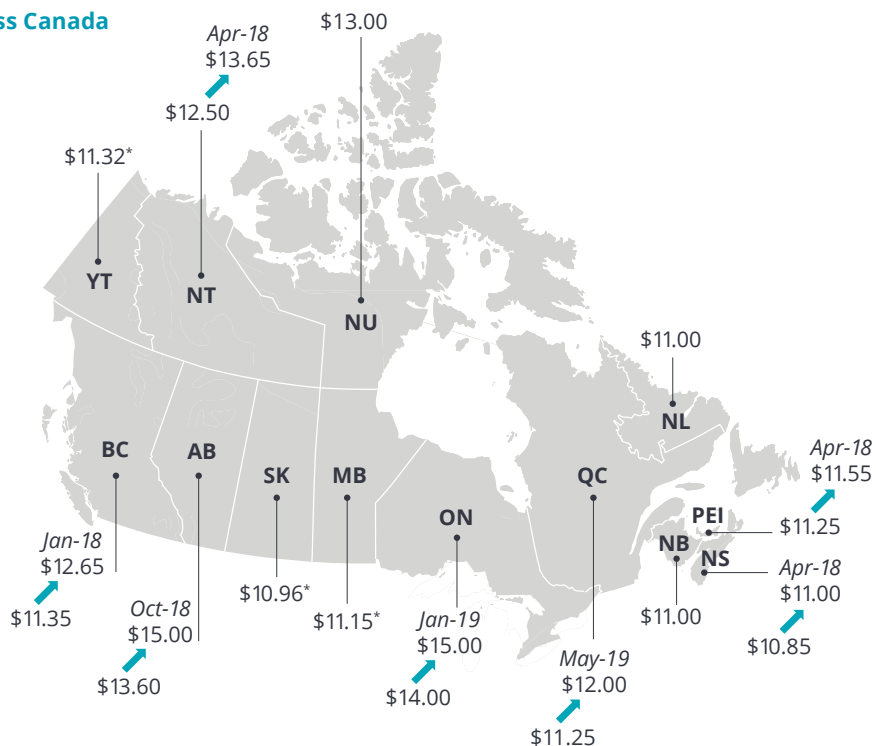 ss Canada
Apr-18
$13.65
$12.50
$13.00
$11.32*
YT
NT
NU
$11.00
NL
BC
AB
SK
MB
ON
QC
PEI
NB
NS
Apr-18
$11.55
$11.25
Jan-18
$12.65
$11.35
Oct-18
$15.00
$13.60
$10.96*
$11.15*
Jan-19
$15.00
$14.00
May-19
$12.00
$11.25
$11.00
Apr-18
$11.00
$10.85